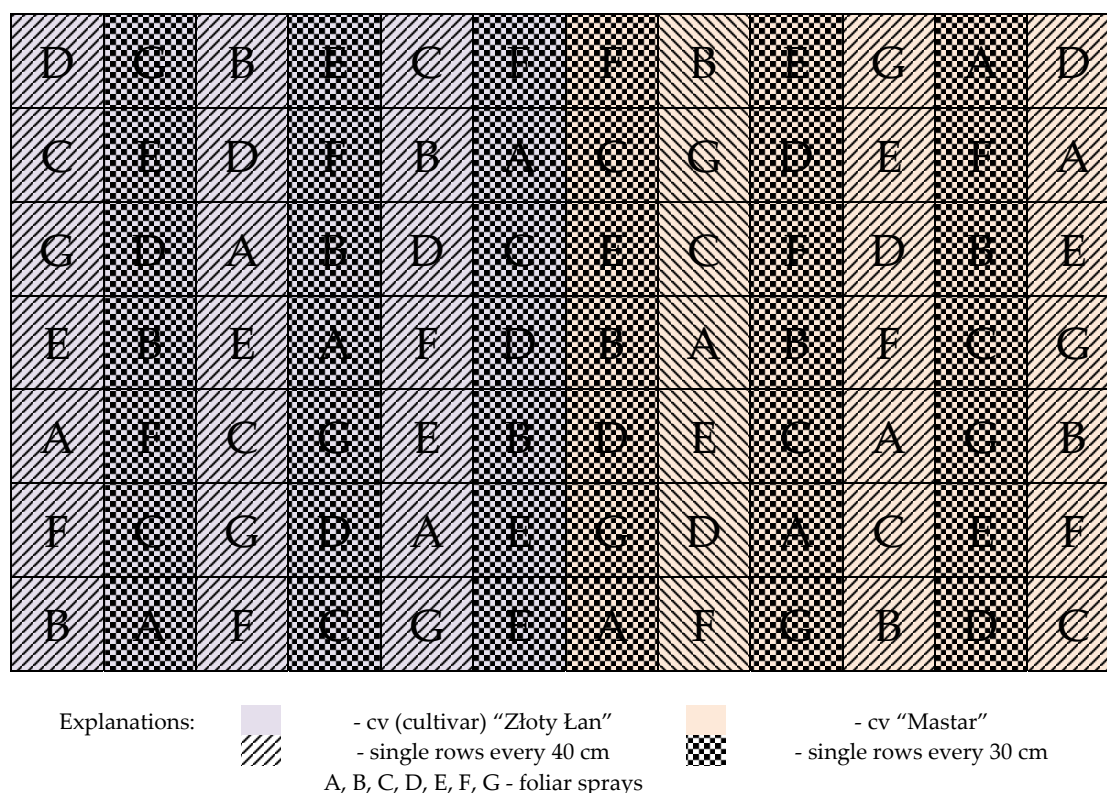 D G B E C F F B E G A D
C E D F B A C G D E F A
G D A B D C E C F D B E
E B E A F D B A B F C G
A F C G E B D E C A G B
F C G D A E G D A C E F
B A F C G E A F G B D C
Explanations: - cv (cultivar) “Złoty Łan” - cv “Mastar”
- single rows every 40 cm - single rows every 30 cm
A, B, C, D, E, F, G - foliar sprays